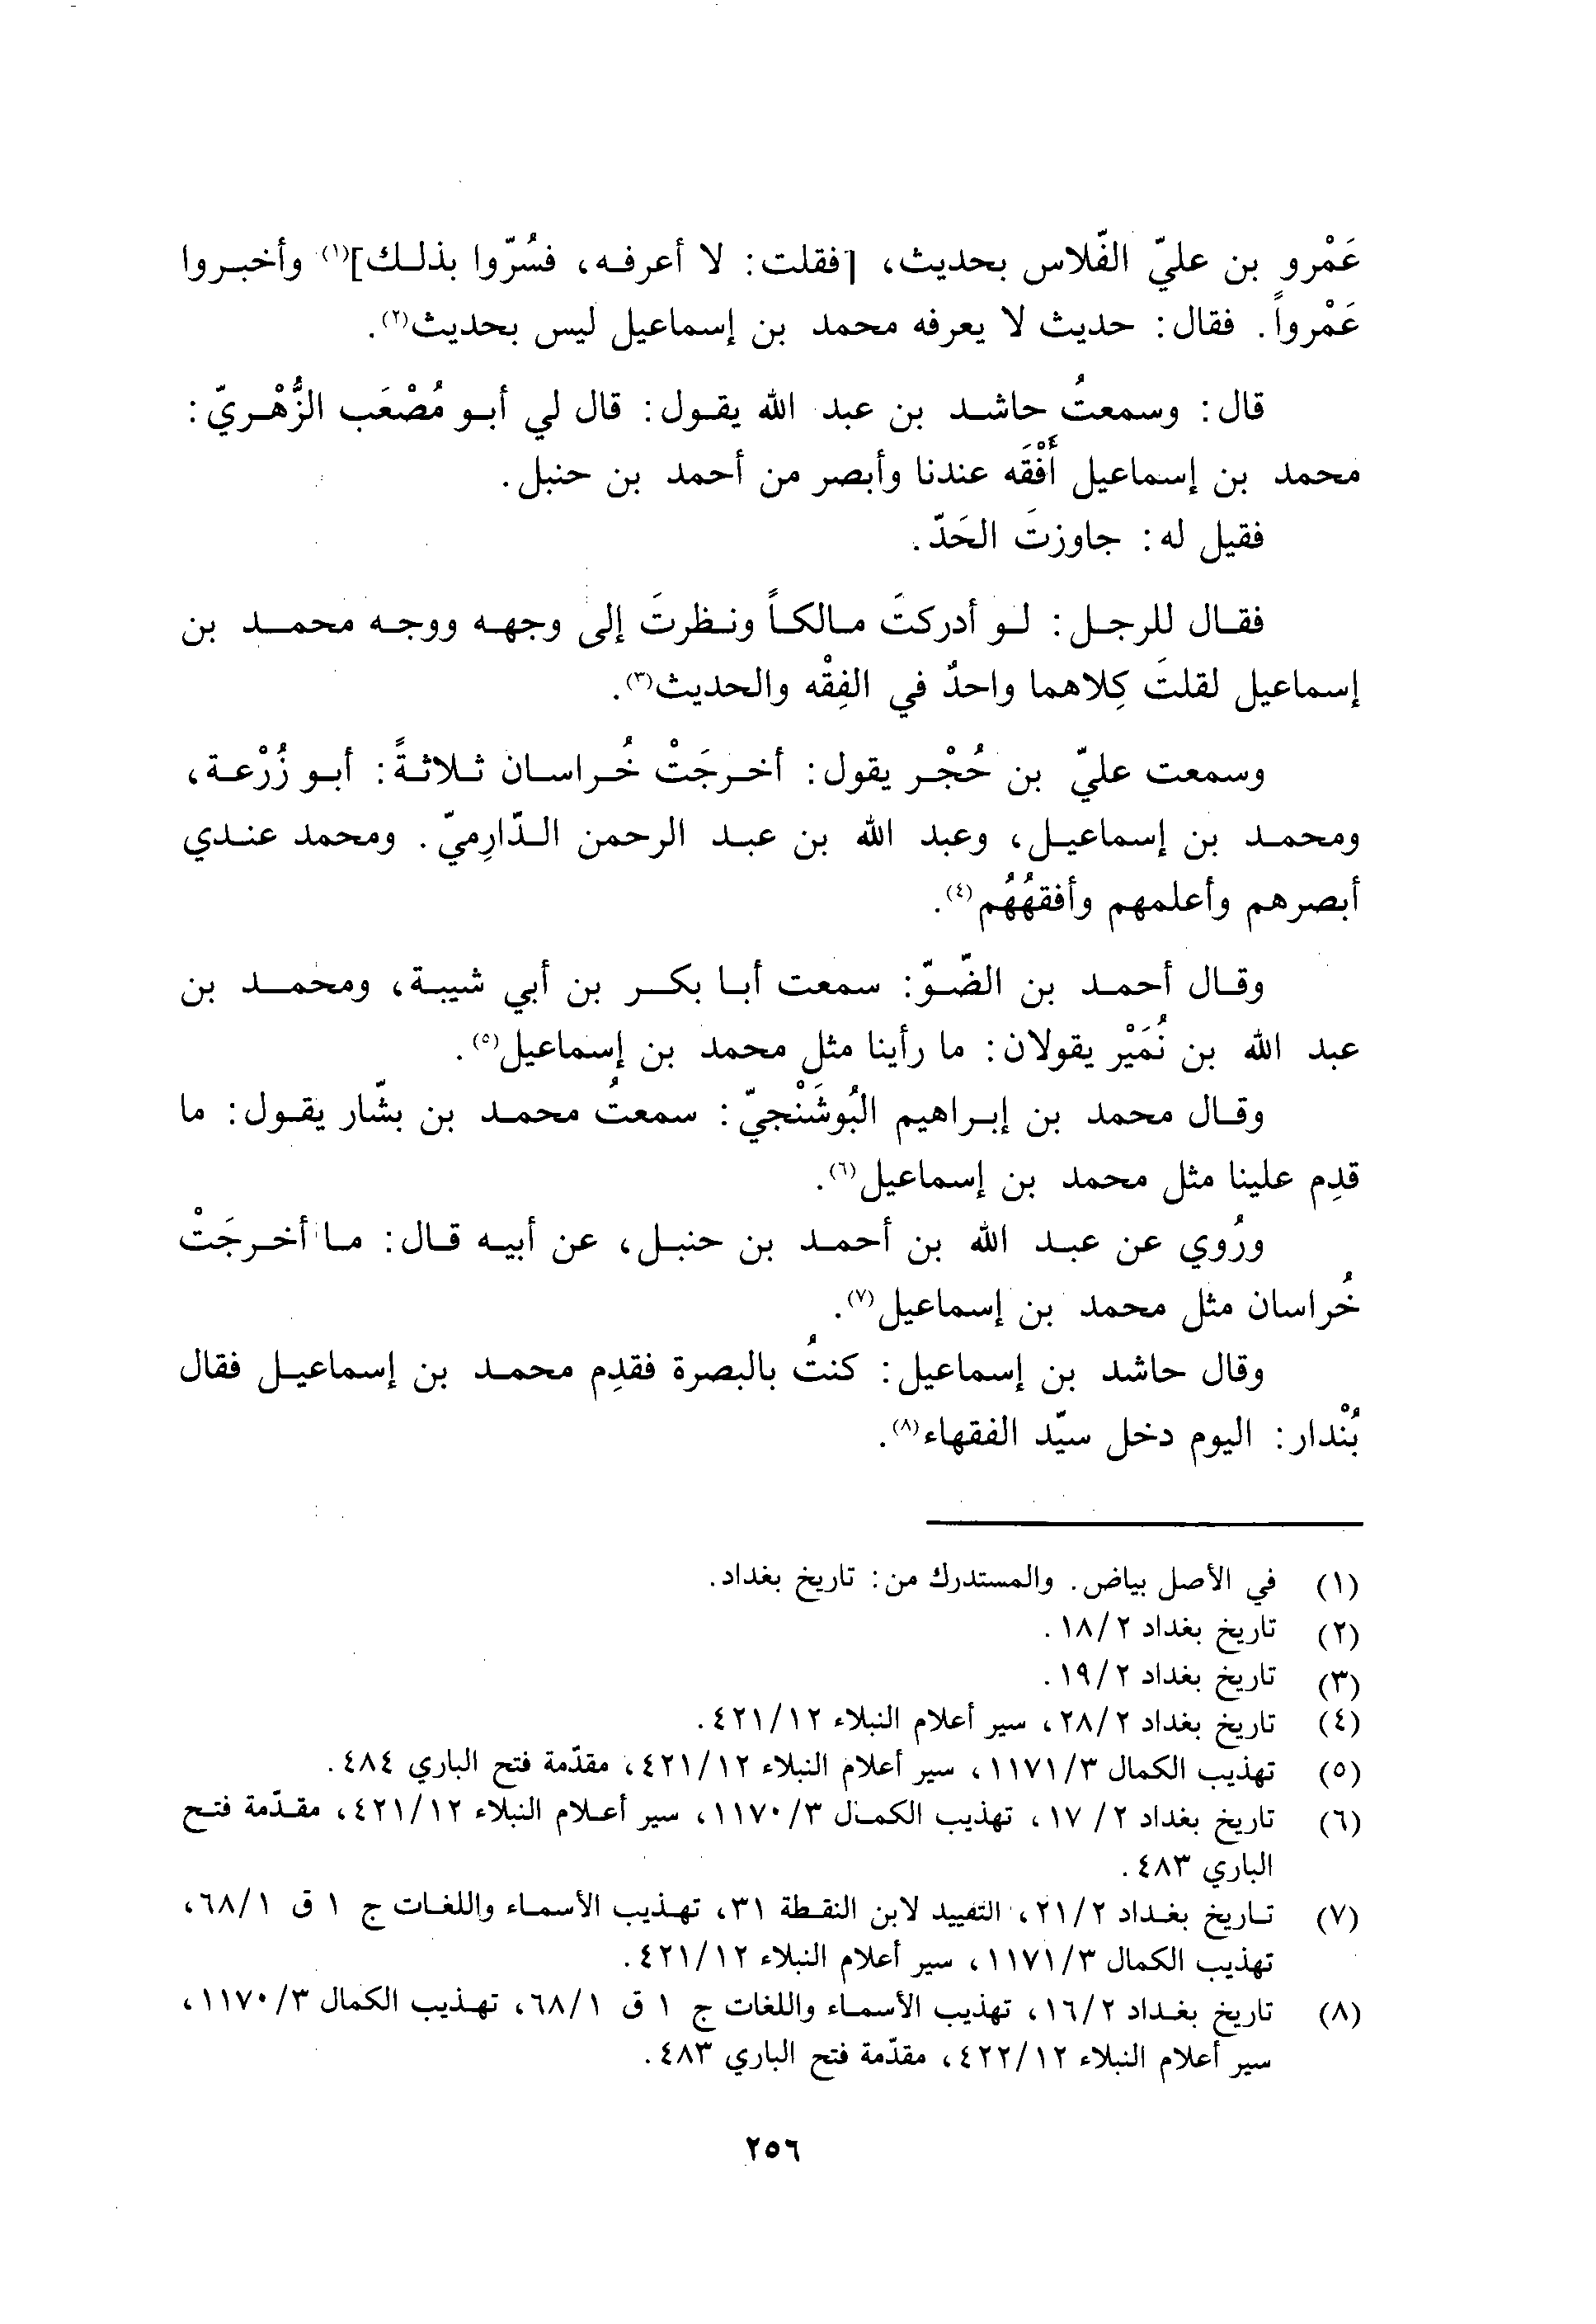 عَمْرو بن عليّ الفّلاس بحديث، [فقلت: لا أعرفه، فسُرّوا بذلك](١) وأخبروا
عَمْرواً. فقال: حديث لا يعرفه محمد بن إسماعيل ليس بحديث(٢).
قال: وسمعتُ حاشد بن عبد الله يقول: قال لي أبو مُصْعَب الزُّهْريّ:
محمد بن إسماعيل أَفْقَه عندنا وأبصر من أحمد بن حنبل.
فقيل له: جاوزتَ الحَدّ.
فقال للرجل: لو أدركتَ مالكاً ونظرتَ إلى وجهه ووجه محمد بن
إسماعيل لقلتَ كِلاهما واحدٌ في الفِقْه والحديث(٣).
وسمعت عليّ بن حُجْر يقول: أخرجَتْ خُراسان ثلاثةً: أبو زُرْعة،
ومحمد بن إسماعيل، وعبد الله بن عبد الرحمن الدّارِميّ. ومحمد عندي
أبصرهم وأعلمهم وأفقهُهُم(٤).
وقال أحمد بن الضّوّ: سمعت أبا بكر بن أبي شيبة، ومحمد بن
عبد الله بن نُمَيْر يقولان: ما رأينا مثل محمد بن إسماعيل(٥).
وقال محمد بن إبراهيم البُوشَنْجيّ: سمعتُ محمد بن بشّار يقول: ما
قدِم علينا مثل محمد بن إسماعيل(٦).
ورُوي عن عبد الله بن أحمد بن حنبل، عن أبيه قال: ما أخرجَتْ
خُراسان مثل محمد بن إسماعيل(٧).
وقال حاشد بن إسماعيل: كنتُ بالبصرة فقدِم محمد بن إسماعيل فقال
بُنْدار: اليوم دخل سيّد الفقهاء(٨).
(١) في الأصل بياض. والمستدرك من: تاريخ بغداد.
(٢) تاريخ بغداد ٢/١٨.
(٣) تاريخ بغداد ٢/١٩.
(٤) تاريخ بغداد ٢/٢٨، سير أعلام النبلاء ١٢/٤٢١.
(٥) تهذيب الكمال ٣/١١٧١، سير أعلام النبلاء ١٢/٤٢١، مقدّمة فتح الباري ٤٨٤.
(٦) تاريخ بغداد ٢/ ١٧، تهذيب الكمال ٣/١١٧٠، سير أعلام النبلاء ١٢/٤٢١، مقدّمة فتح
الباري ٤٨٣.
(٧) تاريخ بغداد ٢/٢١، التفييد لابن النقطة ٣١، تهذيب الأسماء واللغات ج ١ ق ١/٦٨،
تهذيب الكمال ٣/١١٧١، سير أعلام النبلاء ١٢/٤٢١.
(٨) تاريخ بغداد ٢/١٦، تهذيب الأسماء واللغات ج ١ ق ١/٦٨، تهذيب الكمال ٣/١١٧٠،
سير أعلام النبلاء ١٢/٤٢٢، مقدّمة فتح الباري ٤٨٣.
٢٥٦